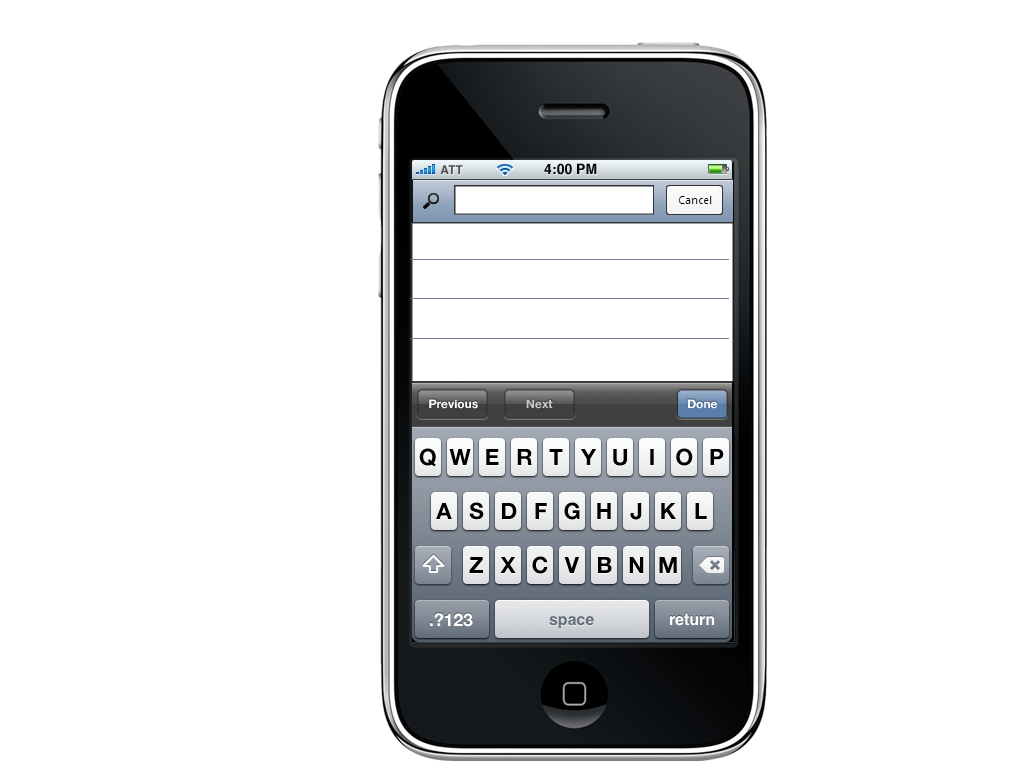 ATT 4:00 PM
Cancel
Previous Next Done
Q W E R T Y U I O P
A S D F G H J K L
Z X C V B N M
.?123 space return